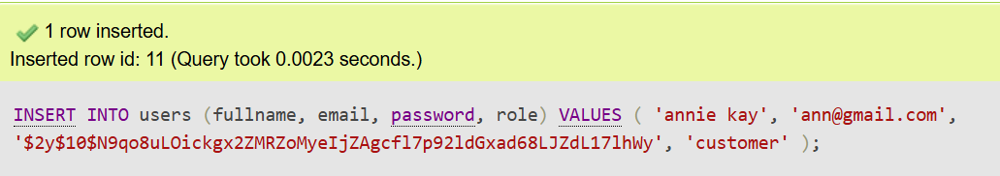 1 row inserted.
Inserted row id: 11 (Query took 0.0023 seconds.)
INSERT INTO users (fullname, email, password, role) VALUES ( 'annie kay', 'ann@gmail.com',
'$2y$10$N9qo8uLOickgx2ZMRZoMyeIjZAgcfl7p92ldGxad68LJZdL17lhWy', 'customer' );